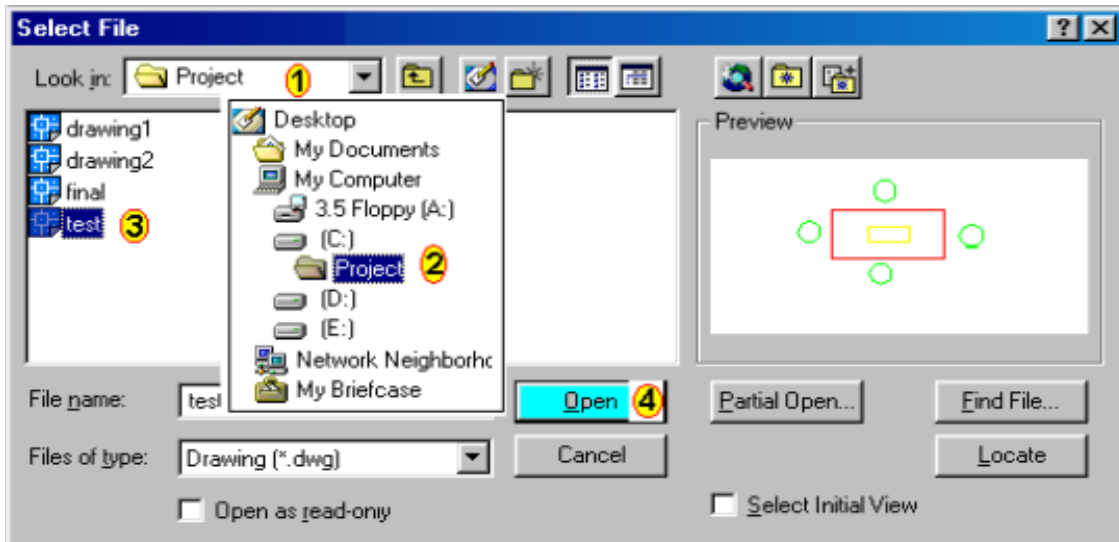 Select File
Look in: Project 1
drawing1
drawing2
final
test 3
Desktop
My Documents
My Computer
3.5 Floppy (A:)
(C:)
Project 2
(D:)
(E:)
Network Neighborho
My Briefcase
Preview
File name: test Open 4 Partial Open... Find File...
Files of type: Drawing (*.dwg) Cancel Locate
Open as read-only Select Initial View